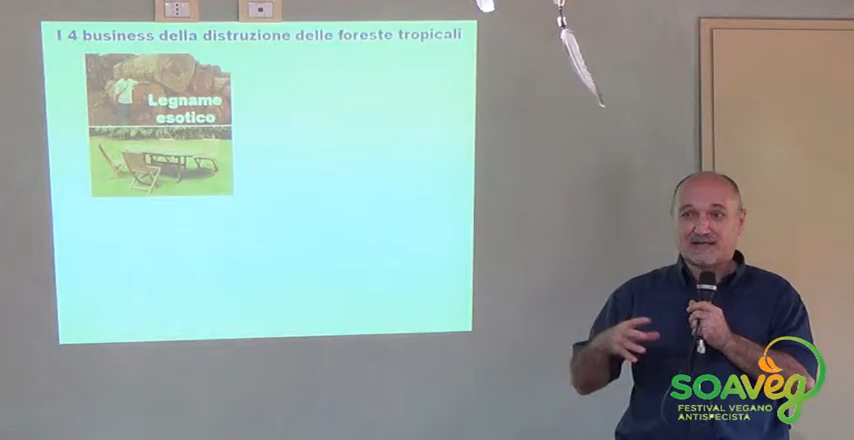 I 4 business della distruzione delle foreste tropicali
Legname
esotico
SOAveg
FESTIVAL VEGANO
ANTISPECISTA